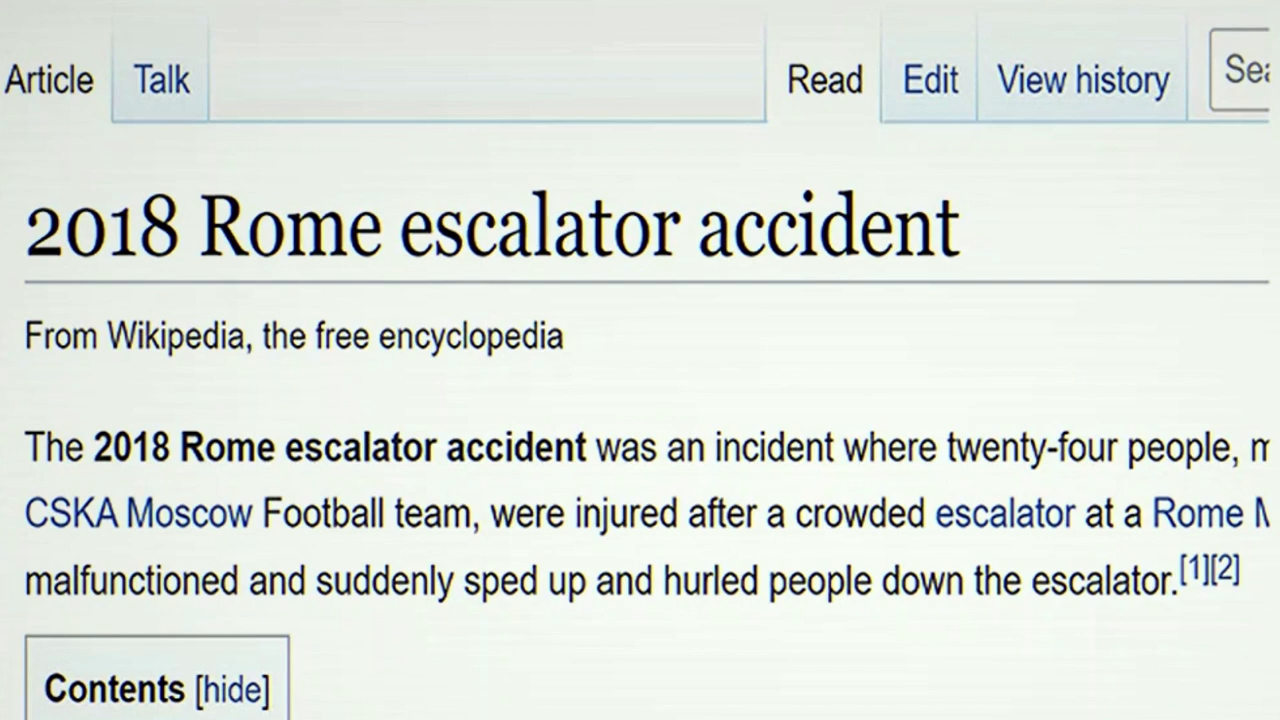 Article Talk Read Edit View history
2018 Rome escalator accident
From Wikipedia, the free encyclopedia
The 2018 Rome escalator accident was an incident where twenty-four people,
CSKA Moscow Football team, were injured after a crowded escalator at a Rome
malfunctioned and suddenly sped up and hurled people down the escalator.[1][2]
Contents [hide]